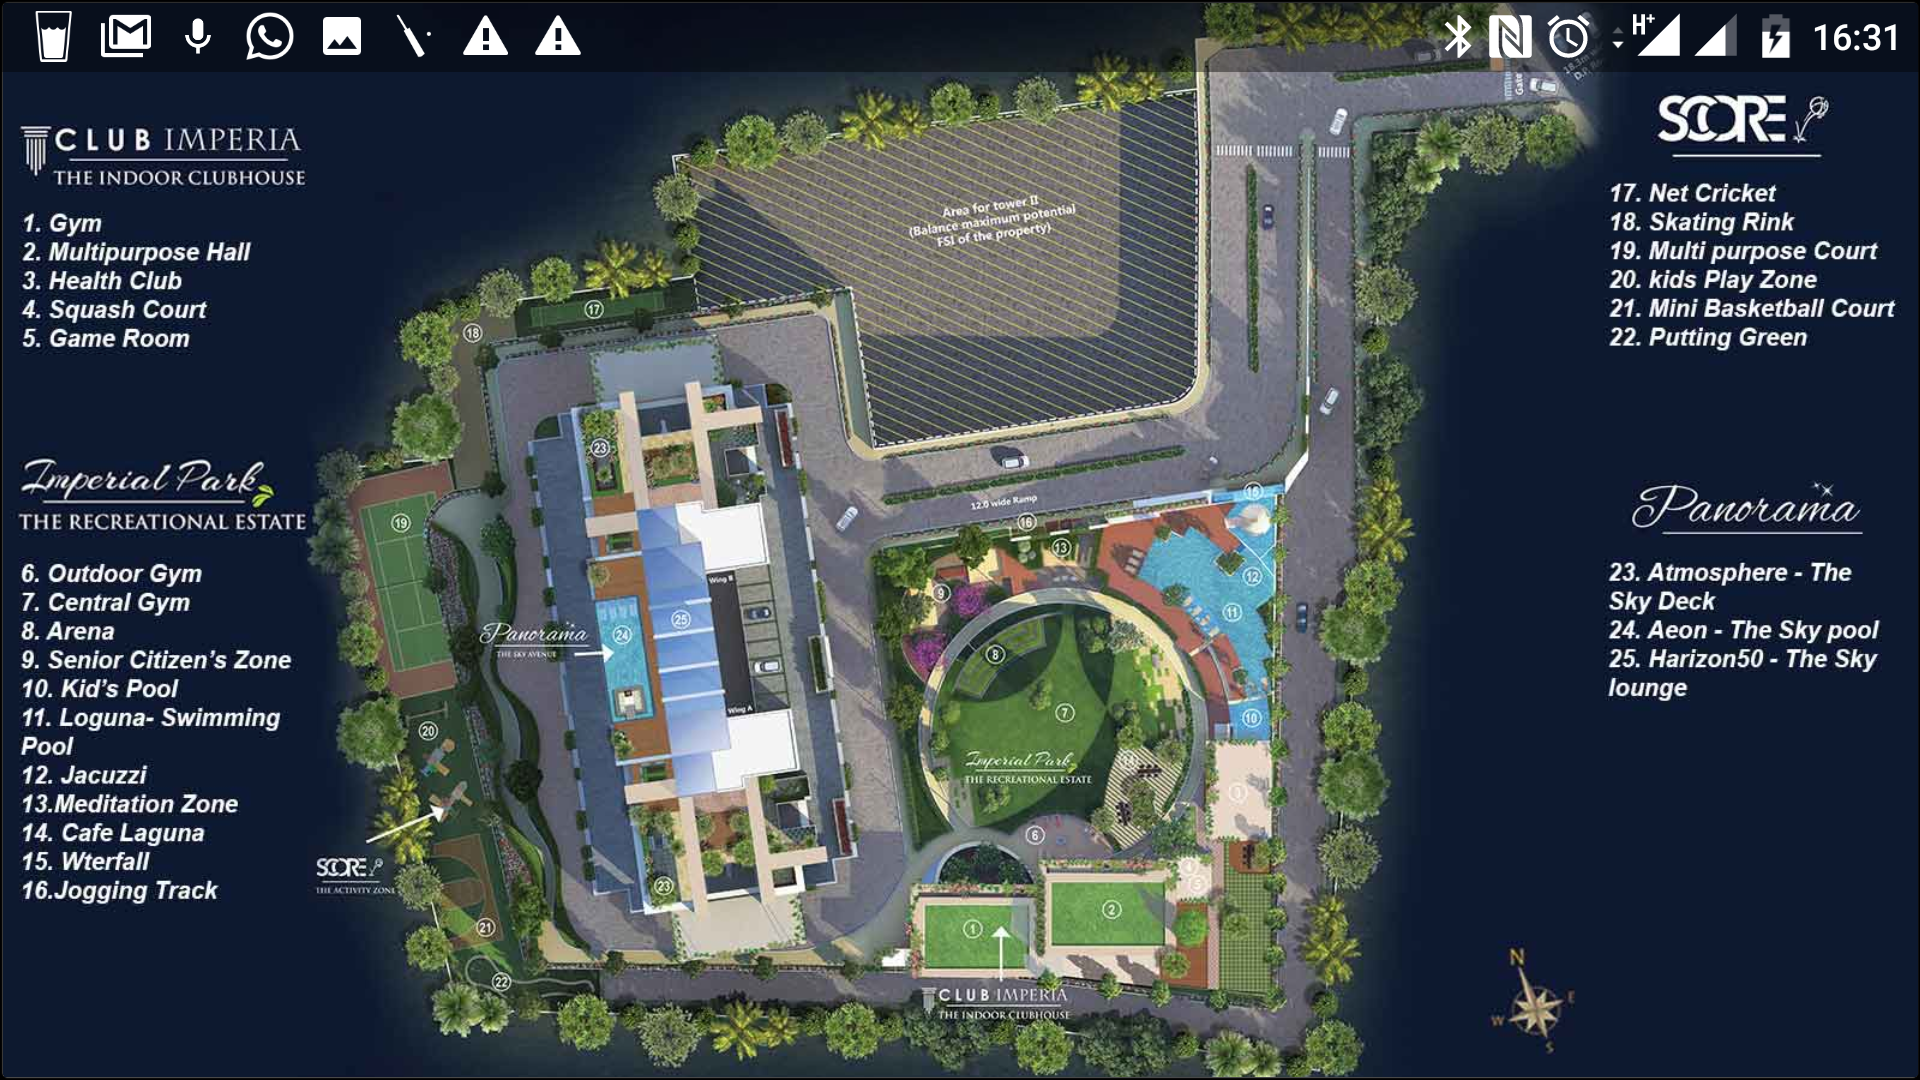 H+
16:31
CLUB IMPERIA
THE INDOOR CLUBHOUSE
1. Gym
2. Multipurpose Hall
3. Health Club
4. Squash Court
5. Game Room
Imperial Park
THE RECREATIONAL ESTATE
6. Outdoor Gym
7. Central Gym
8. Arena
9. Senior Citizen's Zone
10. Kid's Pool
11. Loguna- Swimming
Pool
12. Jacuzzi
13.Meditation Zone
14. Cafe Laguna
15. Wterfall
16.Jogging Track
SCORE
17. Net Cricket
18. Skating Rink
19. Multi purpose Court
20. kids Play Zone
21. Mini Basketball Court
22. Putting Green
Panorama
23. Atmosphere - The
Sky Deck
24. Aeon - The Sky pool
25. Harizon50 - The Sky
lounge
Gate
Area for tower II
(Balance maximum potential
FSI of the property)
17
18
23
12.0 wide Ramp
15
16
19
13
Wing B
12
9
11
25
Panorama
THE SKY AVENUE
24
8
Wing A
7
10
20
Imperial Park
THE RECREATIONAL ESTATE
14
3
6
SCORE
THE ACTIVITY ZONE
23
4
5
2
21
1
22
CLUB IMPERIA
THE INDOOR CLUBHOUSE
N
E
W
S